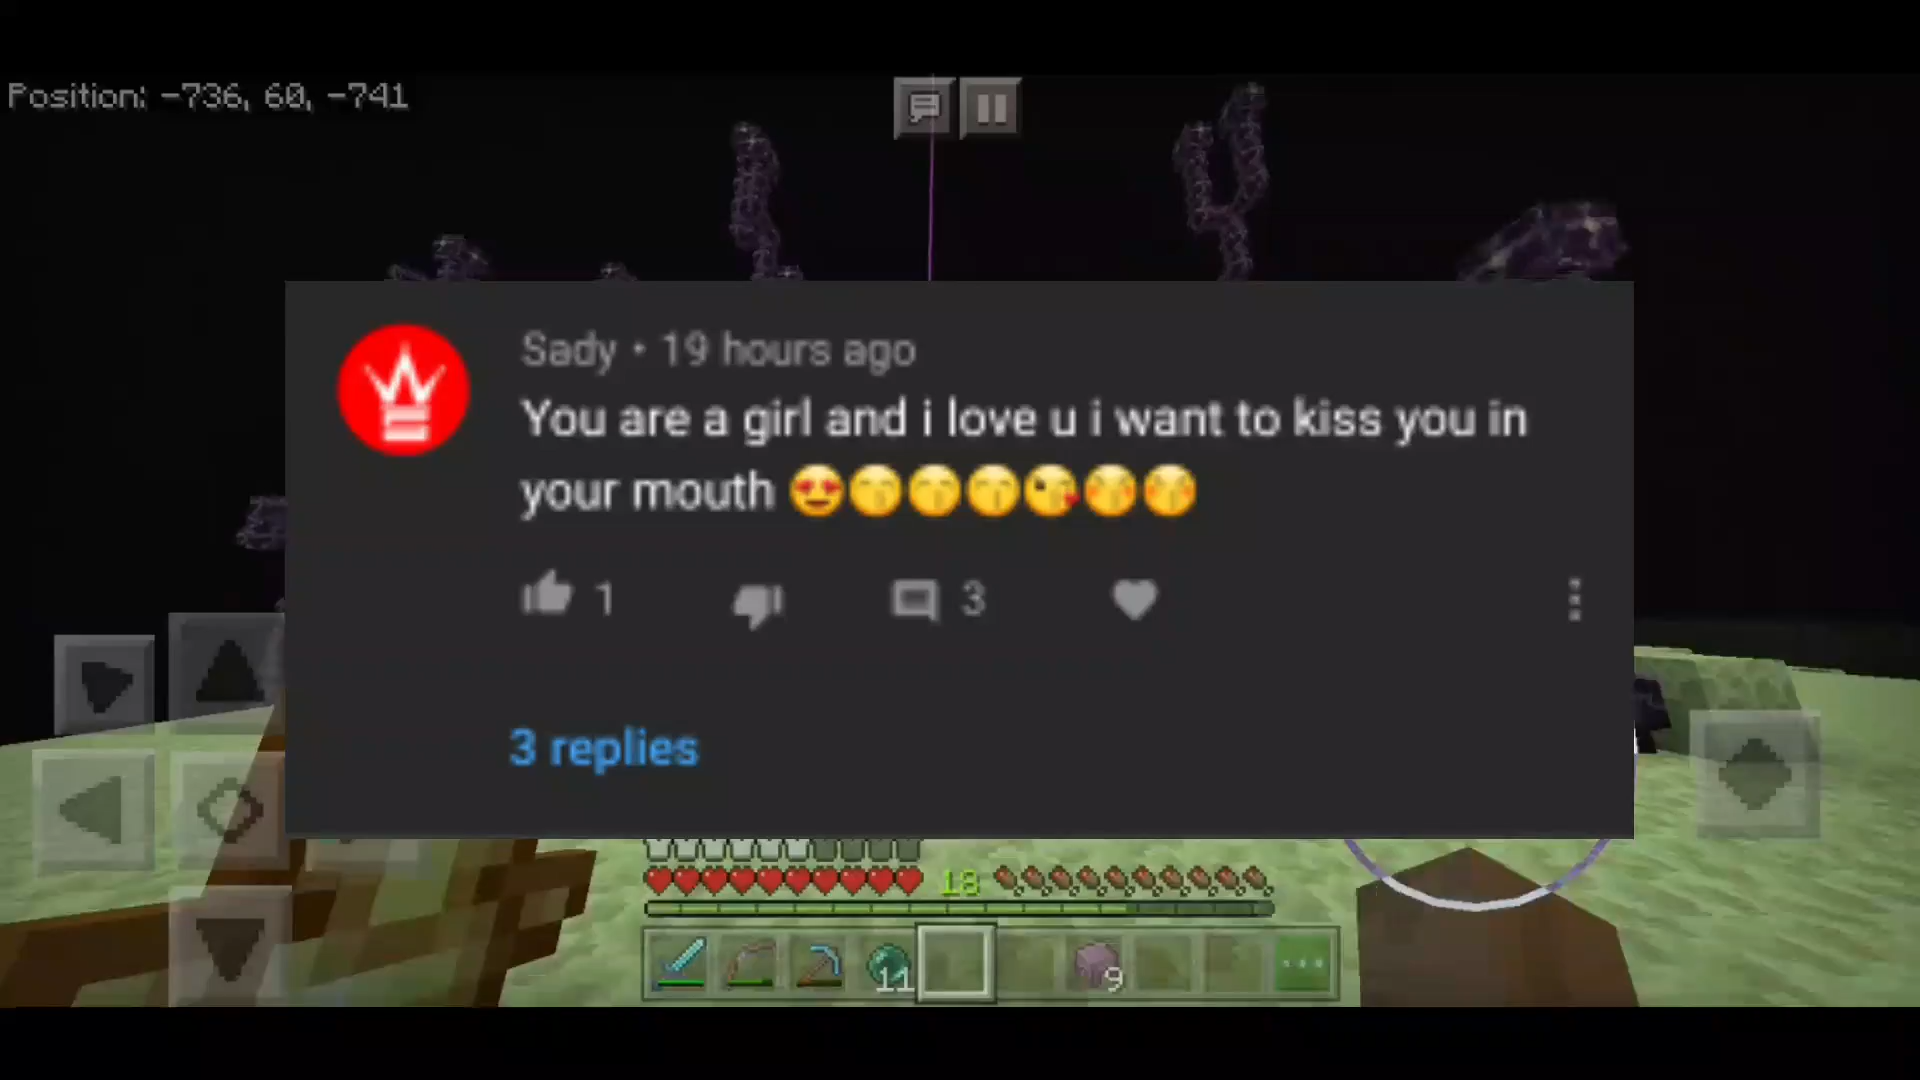 Position: -736, 60, -741
Sady • 19 hours ago
You are a girl and i love u i want to kiss you in
your mouth 😍😙😙😙😘😚😚
1 3
3 replies
18
11 9